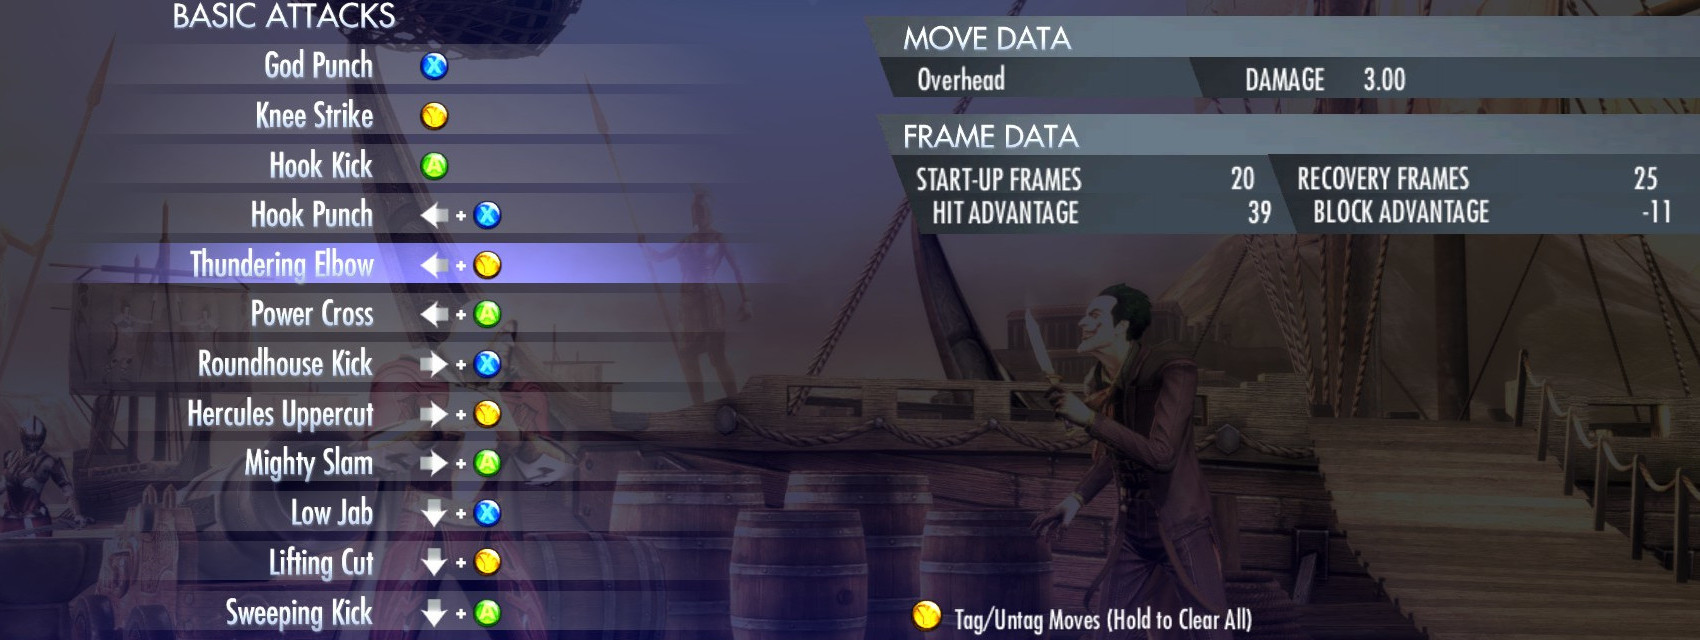 BASIC ATTACKS
God Punch X
Knee Strike Y
Hook Kick A
Hook Punch + X
Thundering Elbow + Y
Power Cross + A
Roundhouse Kick + X
Hercules Uppercut + Y
Mighty Slam + A
Low Jab + X
Lifting Cut + Y
Sweeping Kick + A
MOVE DATA
Overhead DAMAGE 3.00
FRAME DATA
START-UP FRAMES 20 RECOVERY FRAMES 25
HIT ADVANTAGE 39 BLOCK ADVANTAGE -11
Y Tag/Untag Moves (Hold to Clear All)